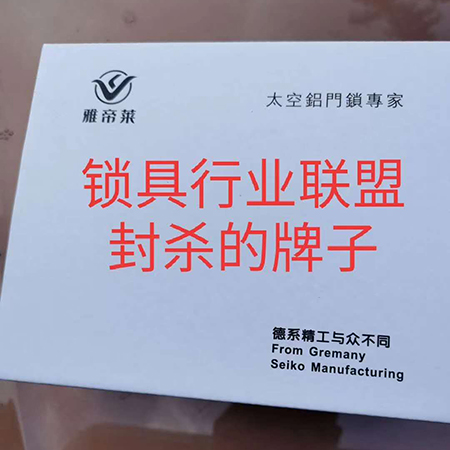 雅帝莱
太空鋁門鎖專家
锁具行业联盟
封杀的牌子
德系精工与众不同
From Gremany
Seiko Manufacturing